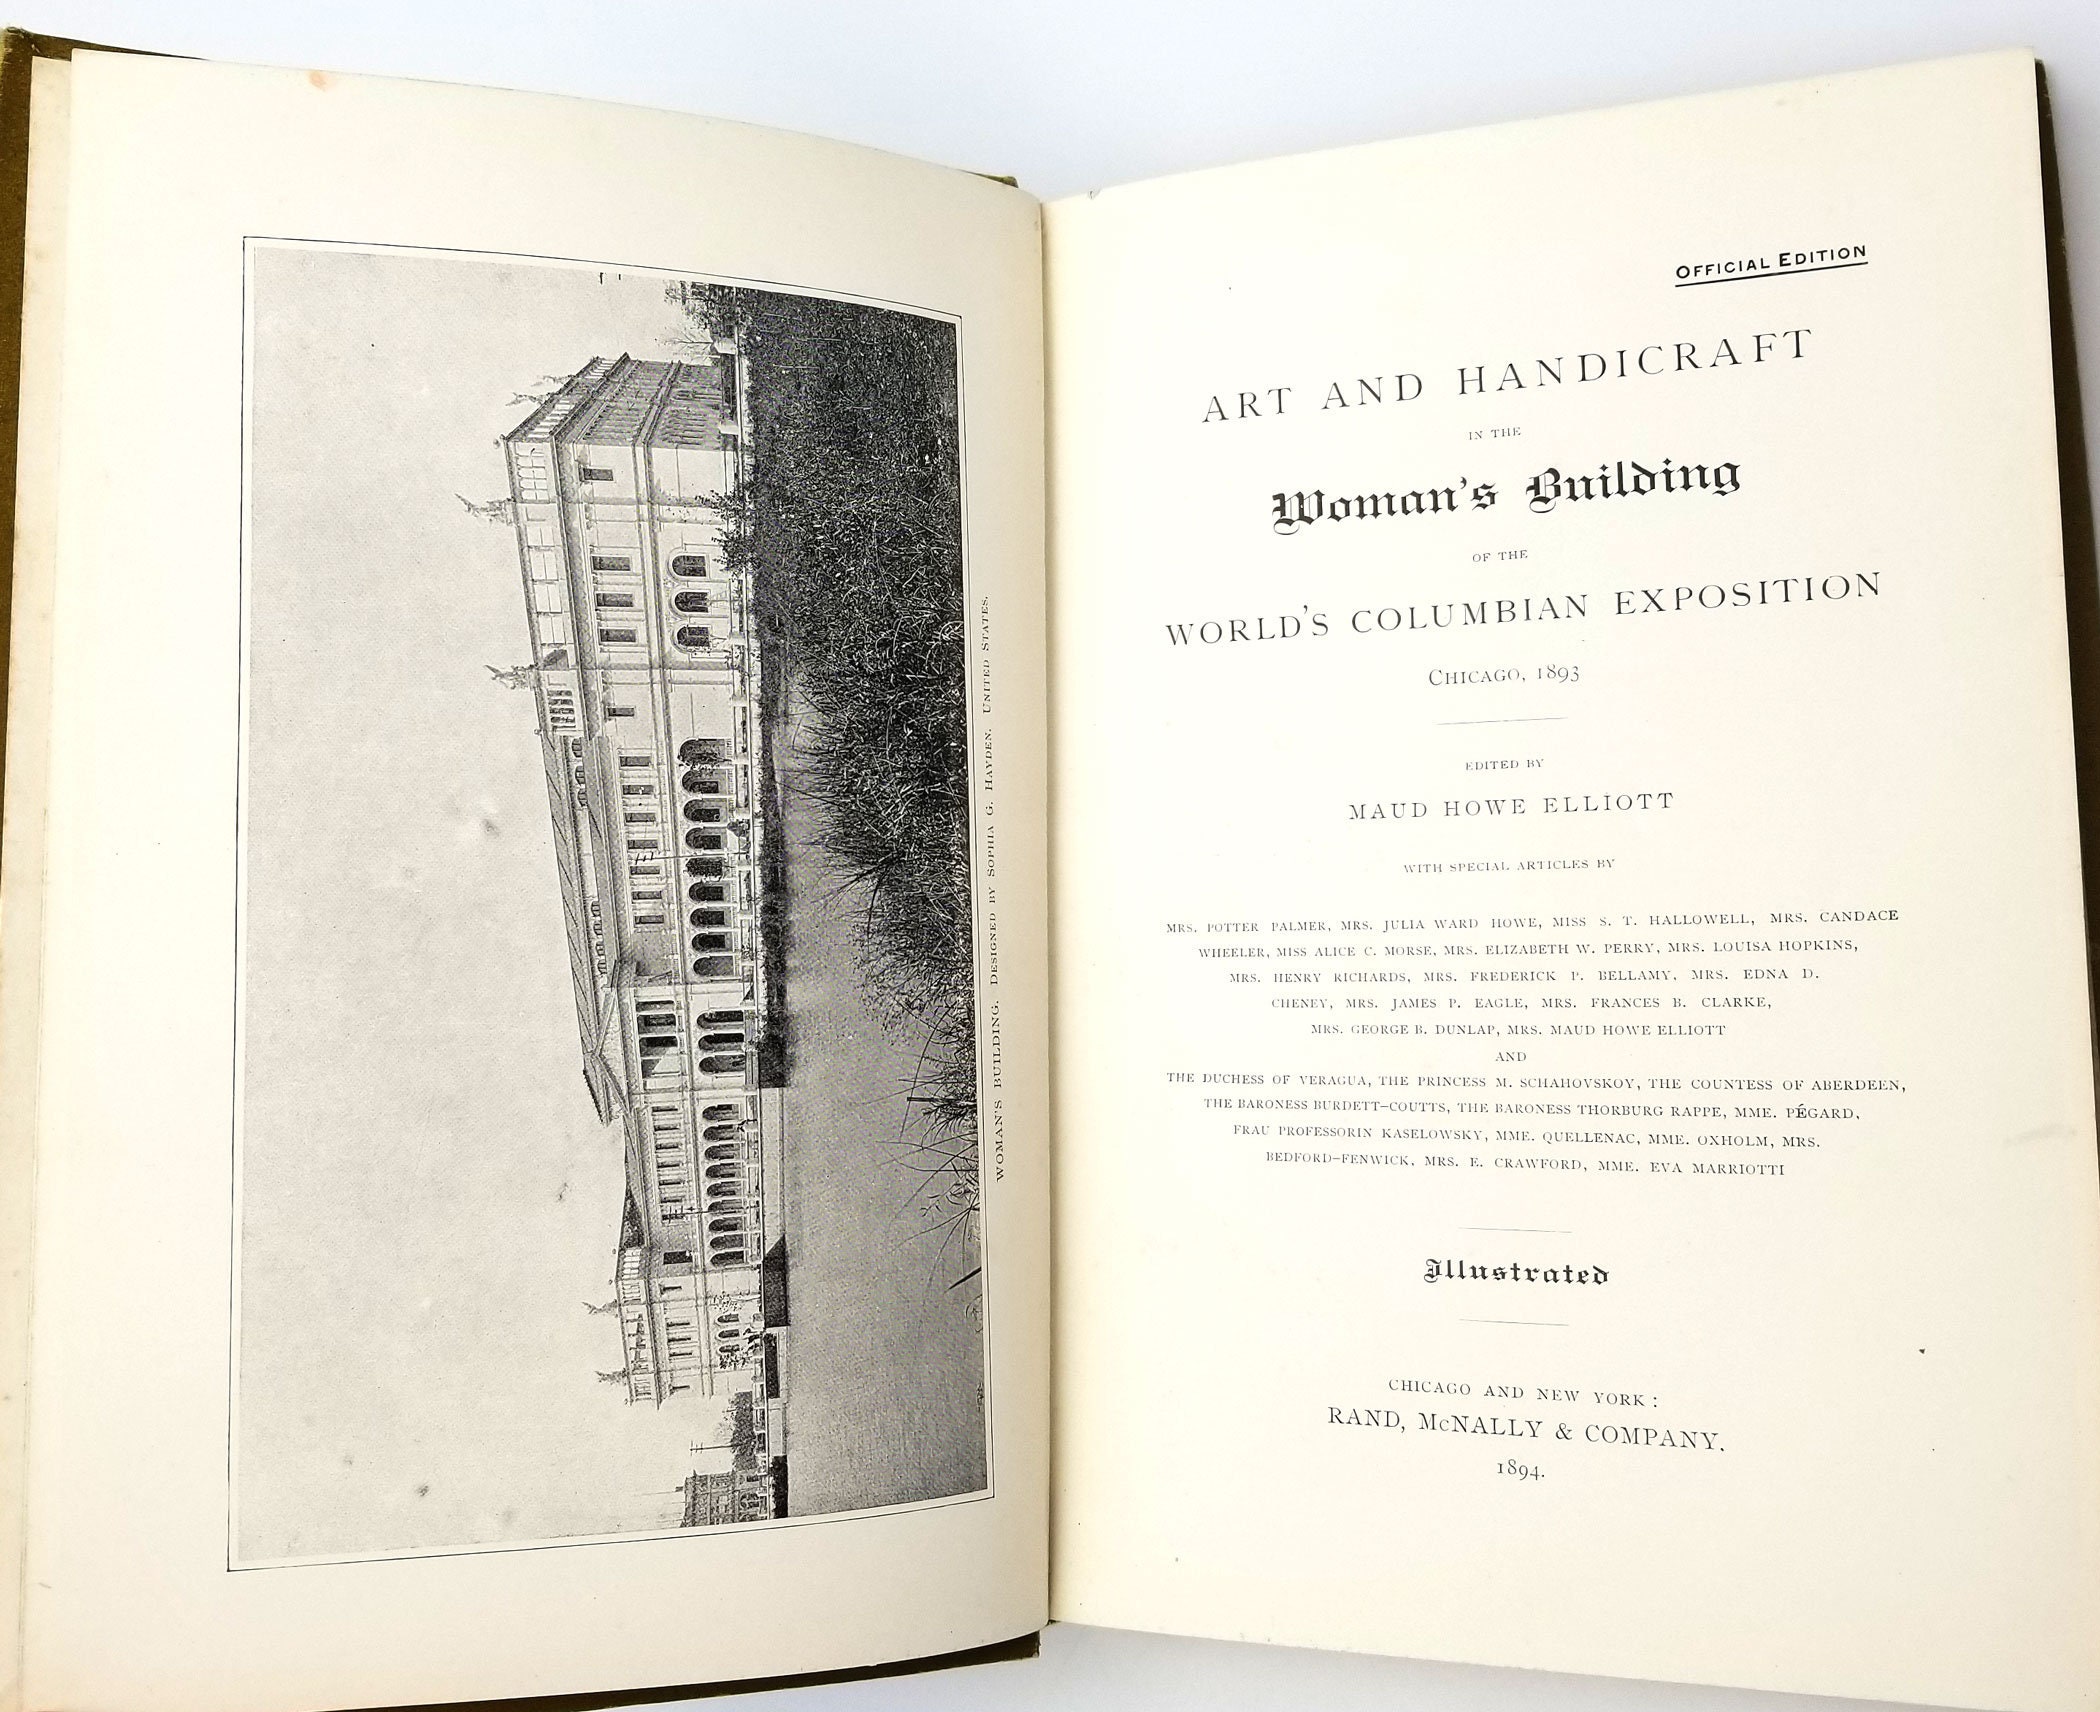 WOMAN'S BUILDING. DESIGNED BY SOPHIA G. HAYDEN. UNITED STATES.
OFFICIAL EDITION
ART AND HANDICRAFT
IN THE
Woman's Building
OF THE
WORLD'S COLUMBIAN EXPOSITION
CHICAGO, 1893
EDITED BY
MAUD HOWE ELLIOTT
WITH SPECIAL ARTICLES BY
MRS. POTTER PALMER, MRS. JULIA WARD HOWE, MISS S. T. HALLOWELL, MRS. CANDACE
WHEELER, MISS ALICE C. MORSE, MRS. ELIZABETH W. PERRY, MRS. LOUISA HOPKINS,
MRS. HENRY RICHARDS, MRS. FREDERICK P. BELLAMY, MRS. EDNA D.
CHENEY, MRS. JAMES P. EAGLE, MRS. FRANCES B. CLARKE,
MRS. GEORGE B. DUNLAP, MRS. MAUD HOWE ELLIOTT
AND
THE DUCHESS OF VERAGUA, THE PRINCESS M. SCHAHOVSKOY, THE COUNTESS OF ABERDEEN,
THE BARONESS BURDETT-COUTTS, THE BARONESS THORBURG RAPPE, MME. PÉGARD,
FRAU PROFESSORIN KASELOWSKY, MME. QUELLENAC, MME. OXHOLM, MRS.
BEDFORD-FENWICK, MRS. E. CRAWFORD, MME. EVA MARRIOTTI
Illustrated
CHICAGO AND NEW YORK:
RAND, McNALLY & COMPANY.
1894.